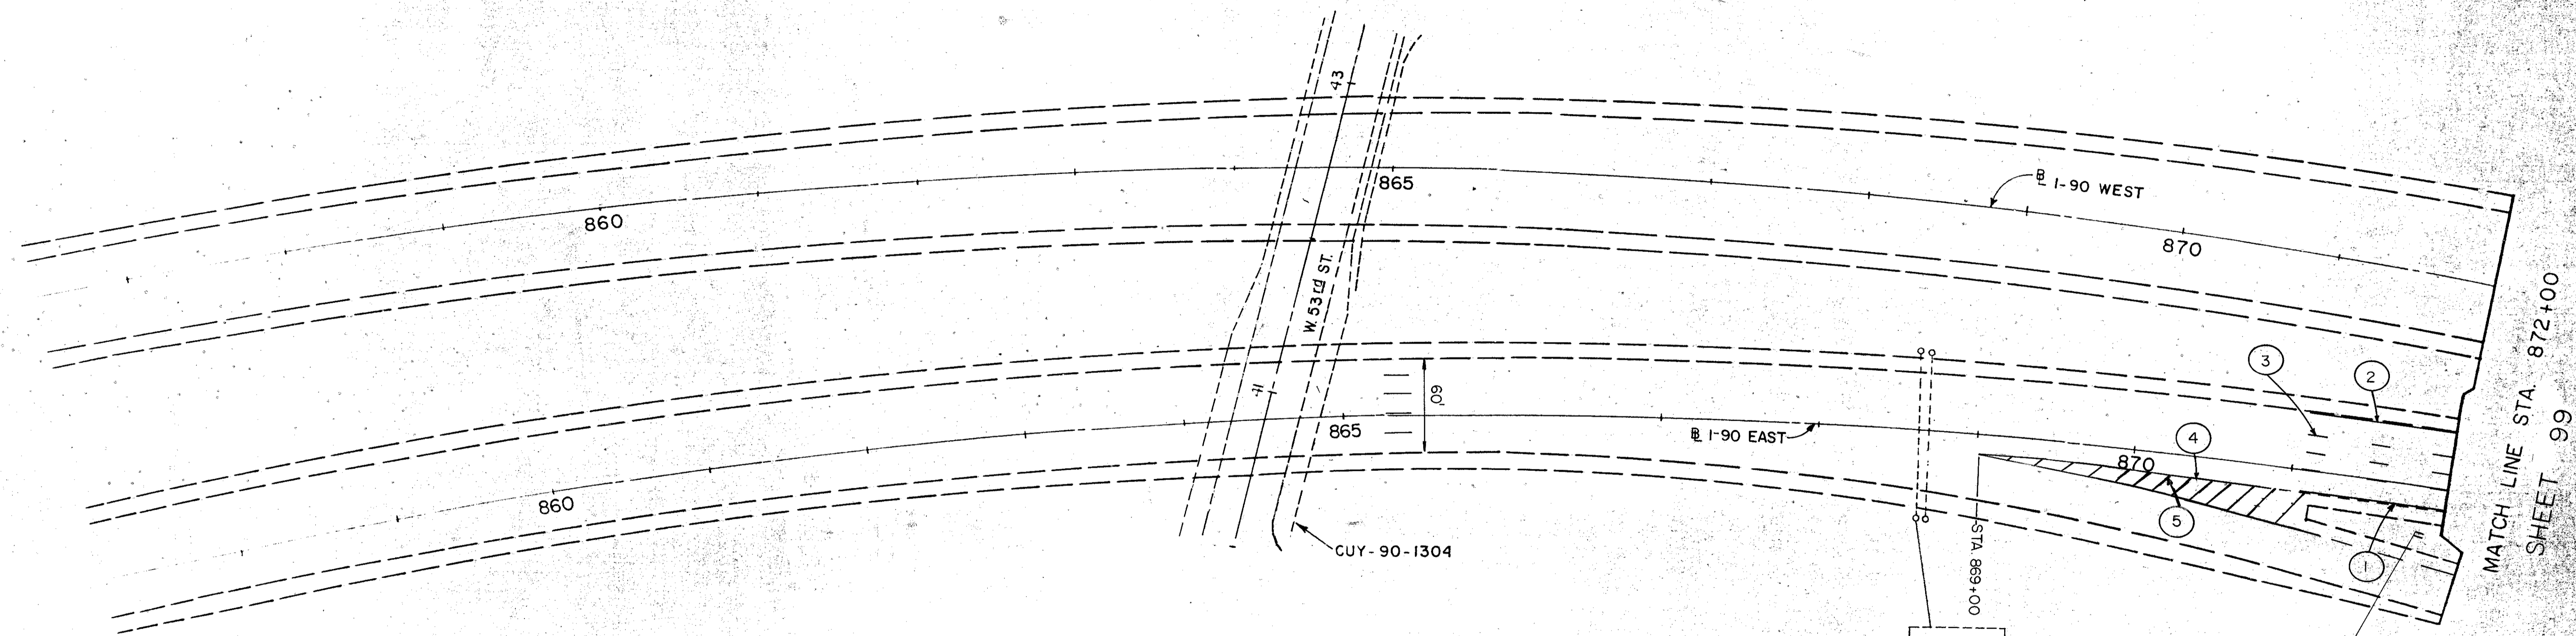 43
865
860
℄ I-90 WEST
870
W. 53rd ST.
MATCH LINE STA. 872+00
SHEET 99
3
2
41
60'
865
℄ I-90 EAST
4
870
860
5
1
CUY-90-1304
STA. 869+00